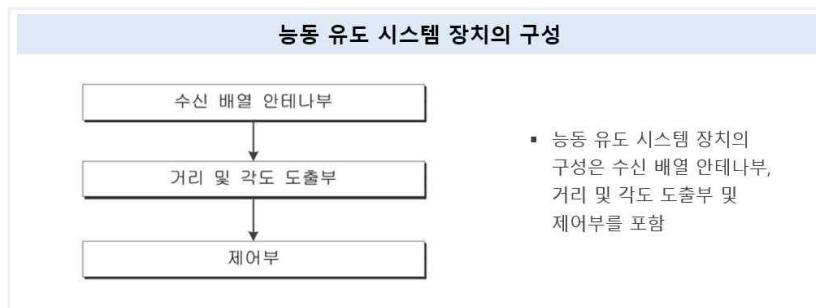 능동 유도 시스템 장치의 구성
수신 배열 안테나부
거리 및 각도 도출부
제어부
▪ 능동 유도 시스템 장치의
구성은 수신 배열 안테나부,
거리 및 각도 도출부 및
제어부를 포함